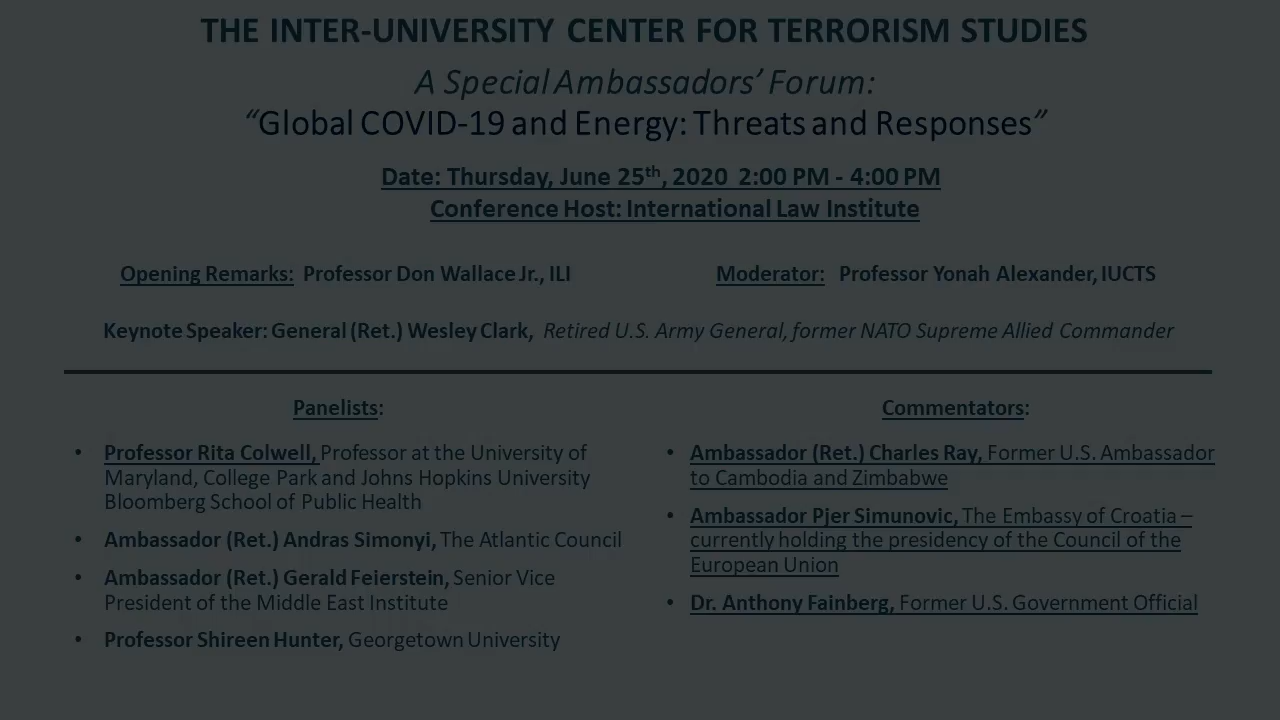 THE INTER-UNIVERSITY CENTER FOR TERRORISM STUDIES
A Special Ambassadors’ Forum:
“Global COVID-19 and Energy: Threats and Responses”
Date: Thursday, June 25th, 2020 2:00 PM - 4:00 PM
Conference Host: International Law Institute
Opening Remarks: Professor Don Wallace Jr., ILI
Moderator: Professor Yonah Alexander, IUCTS
Keynote Speaker: General (Ret.) Wesley Clark, Retired U.S. Army General, former NATO Supreme Allied Commander
Panelists:
• Professor Rita Colwell, Professor at the University of
Maryland, College Park and Johns Hopkins University
Bloomberg School of Public Health
• Ambassador (Ret.) Andras Simonyi, The Atlantic Council
• Ambassador (Ret.) Gerald Feierstein, Senior Vice
President of the Middle East Institute
• Professor Shireen Hunter, Georgetown University
Commentators:
• Ambassador (Ret.) Charles Ray, Former U.S. Ambassador
to Cambodia and Zimbabwe
• Ambassador Pjer Simunovic, The Embassy of Croatia –
currently holding the presidency of the Council of the
European Union
• Dr. Anthony Fainberg, Former U.S. Government Official